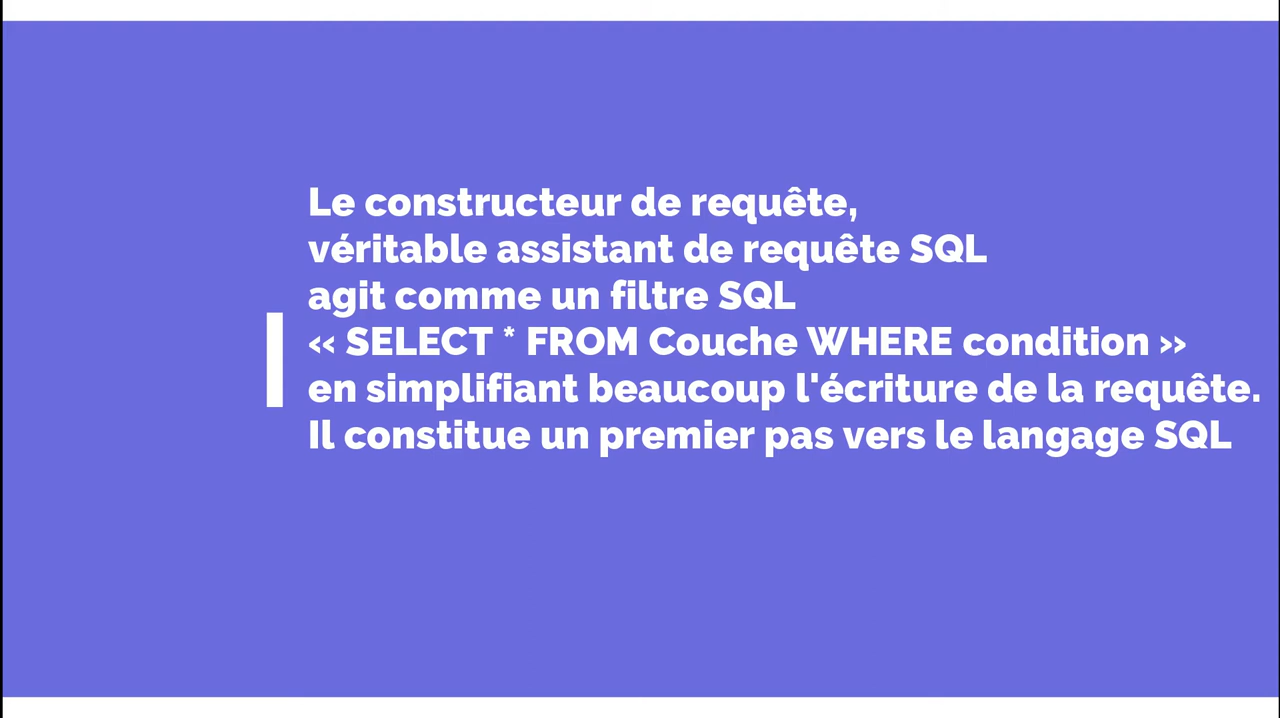 Le constructeur de requête,
véritable assistant de requête SQL
agit comme un filtre SQL
« SELECT * FROM Couche WHERE condition »
en simplifiant beaucoup l'écriture de la requête.
Il constitue un premier pas vers le langage SQL